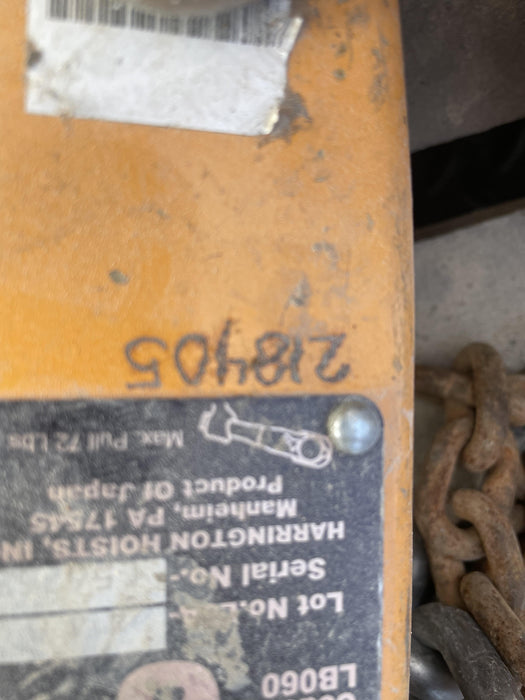 LB060
Lot No.
Serial No.-
HARRINGTON HOISTS, IN
Manheim, PA 17545
Product Of Japan
Max. Pull 72 Lbs
218405